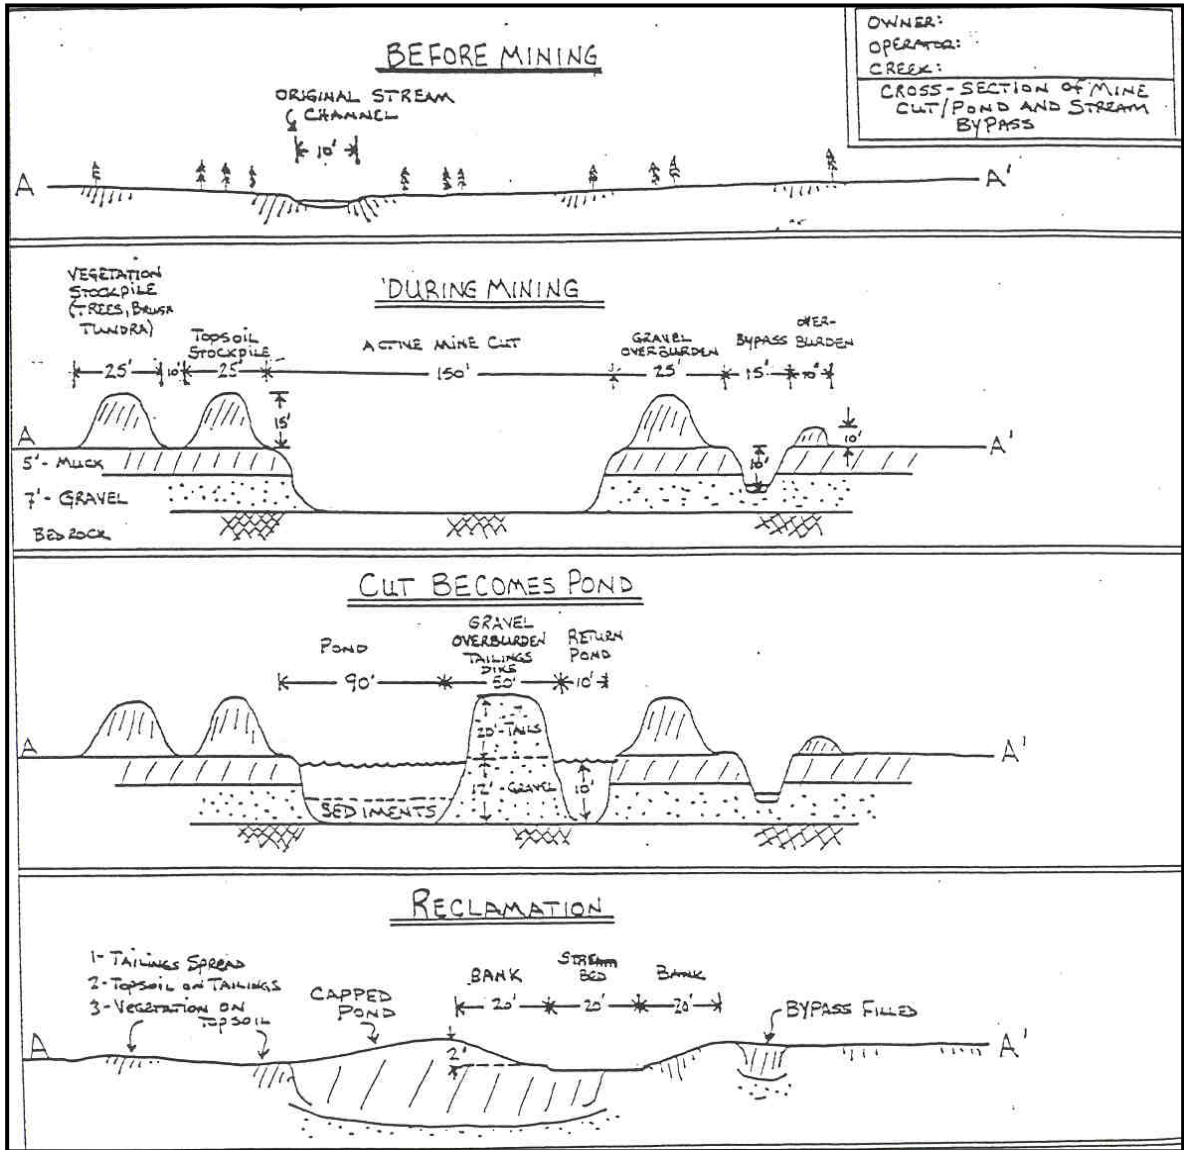 OWNER:
OPERATOR:
CREEK:
CROSS-SECTION OF MINE
CUT/POND AND STREAM
BYPASS
BEFORE MINING
ORIGINAL STREAM
CHANNEL
10'
A
A'
DURING MINING
VEGETATION
STOCKPILE
(TREES, BRUSH
TUNDRA)
TOPSOIL
STOCKPILE
ACTIVE MINE CUT
GRAVEL
OVERBURDEN
BYPASS
OVER-
BURDEN
25'
10'
25'
150'
25'
15'
10'
15'
10'
10'
A
A'
5'- MUCK
7'- GRAVEL
BEDROCK
CUT BECOMES POND
POND
GRAVEL
OVERBURDEN
TAILINGS
DIKE
RETURN
POND
90'
50'
10'
20'-TAILS
12'-GRAVEL
10'
SEDIMENTS
A
A'
RECLAMATION
1- TAILINGS SPREAD
2- TOPSOIL ON TAILINGS
3- VEGETATION ON
TOPSOIL
CAPPED
POND
BANK
STREAM
BED
BANK
20'
20'
20'
BYPASS FILLED
2'
A
A'